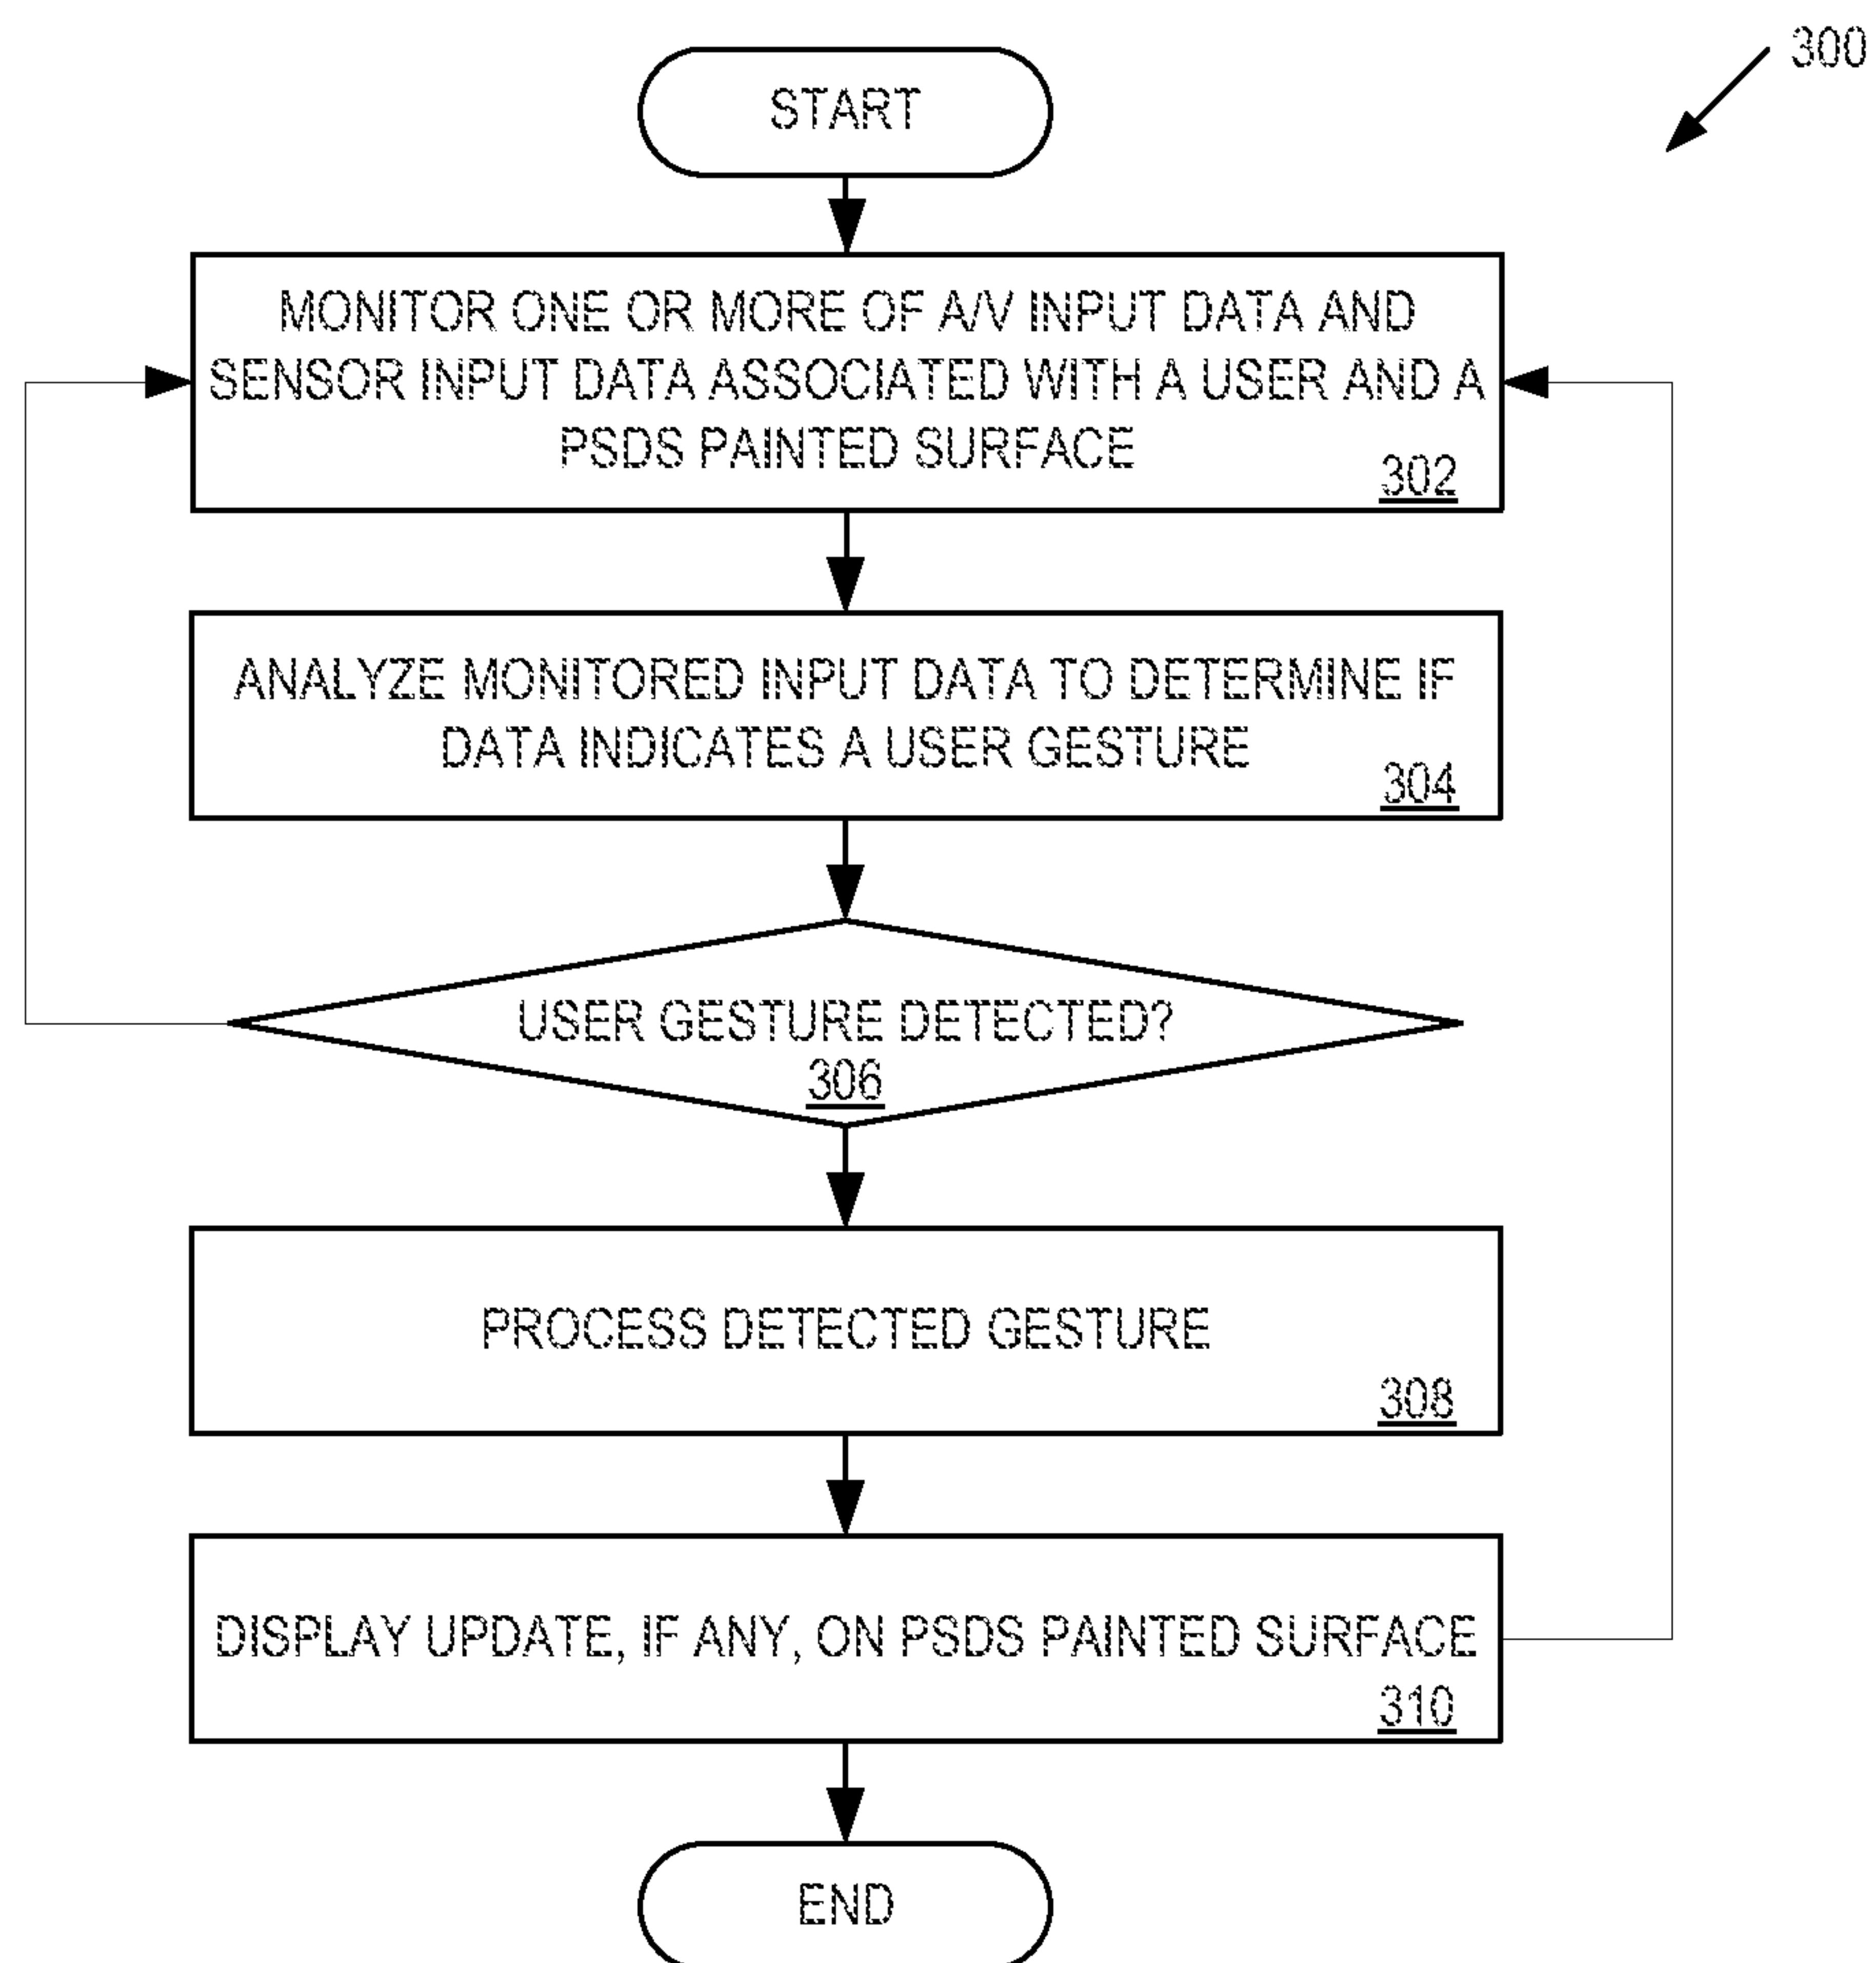 300
START
MONITOR ONE OR MORE OF A/V INPUT DATA AND
SENSOR INPUT DATA ASSOCIATED WITH A USER AND A
PSDS PAINTED SURFACE
302
ANALYZE MONITORED INPUT DATA TO DETERMINE IF
DATA INDICATES A USER GESTURE
304
USER GESTURE DETECTED?
306
PROCESS DETECTED GESTURE
308
DISPLAY UPDATE, IF ANY, ON PSDS PAINTED SURFACE
310
END